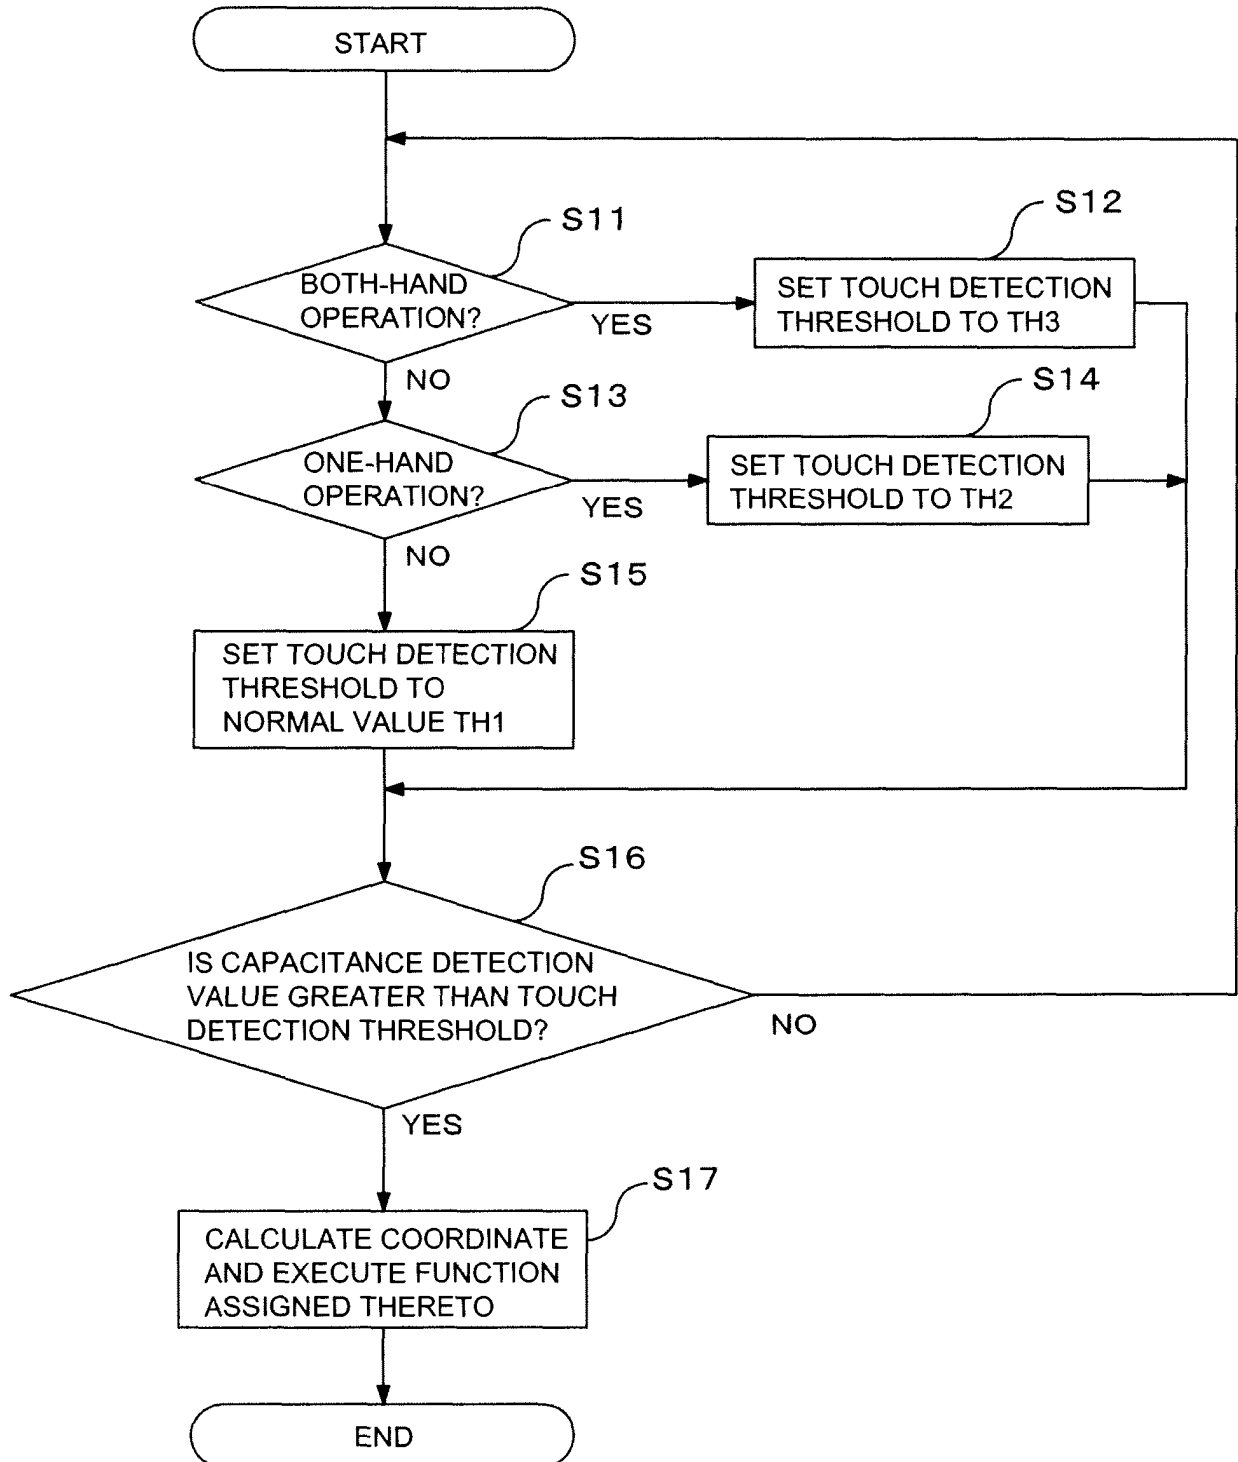 START
S11
BOTH-HAND
OPERATION?
YES
NO
S12
SET TOUCH DETECTION
THRESHOLD TO TH3
S13
ONE-HAND
OPERATION?
YES
NO
S14
SET TOUCH DETECTION
THRESHOLD TO TH2
S15
SET TOUCH DETECTION
THRESHOLD TO
NORMAL VALUE TH1
S16
IS CAPACITANCE DETECTION
VALUE GREATER THAN TOUCH
DETECTION THRESHOLD?
NO
YES
S17
CALCULATE COORDINATE
AND EXECUTE FUNCTION
ASSIGNED THERETO
END